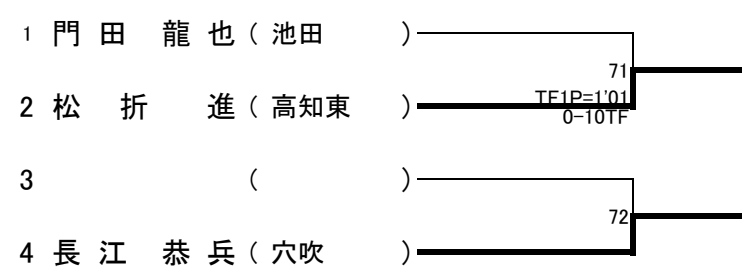 1 門 田 龍 也 ( 池田 )
71
2 松 折 進 ( 高知東 )
TF1P=1'01
0-10TF
3 ( )
72
4 長 江 恭 兵 ( 穴吹 )